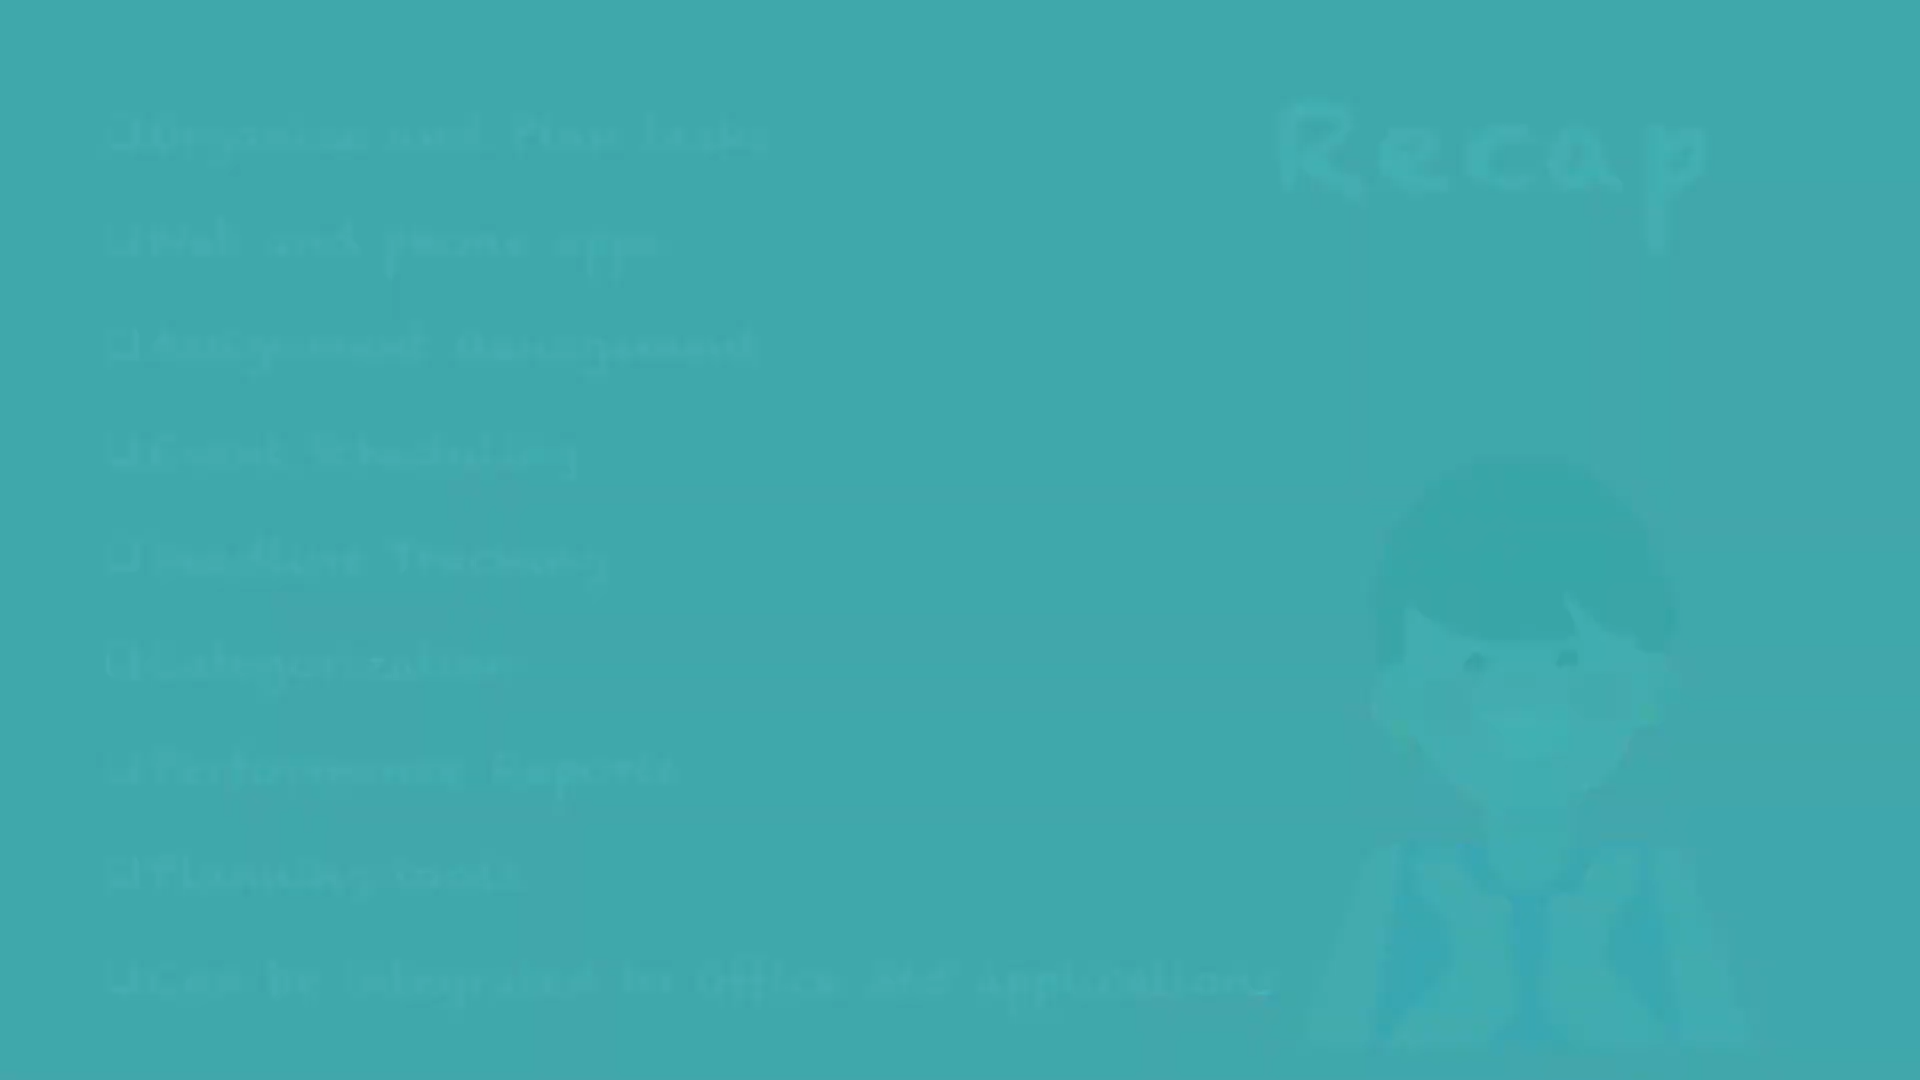 Recap
Organize and Plan tasks
Web and phone apps
Assignment Management
Event Scheduling
Deadline Tracking
Categorization
Performance Reports
Planning
Can be integrated to Office 365 applications